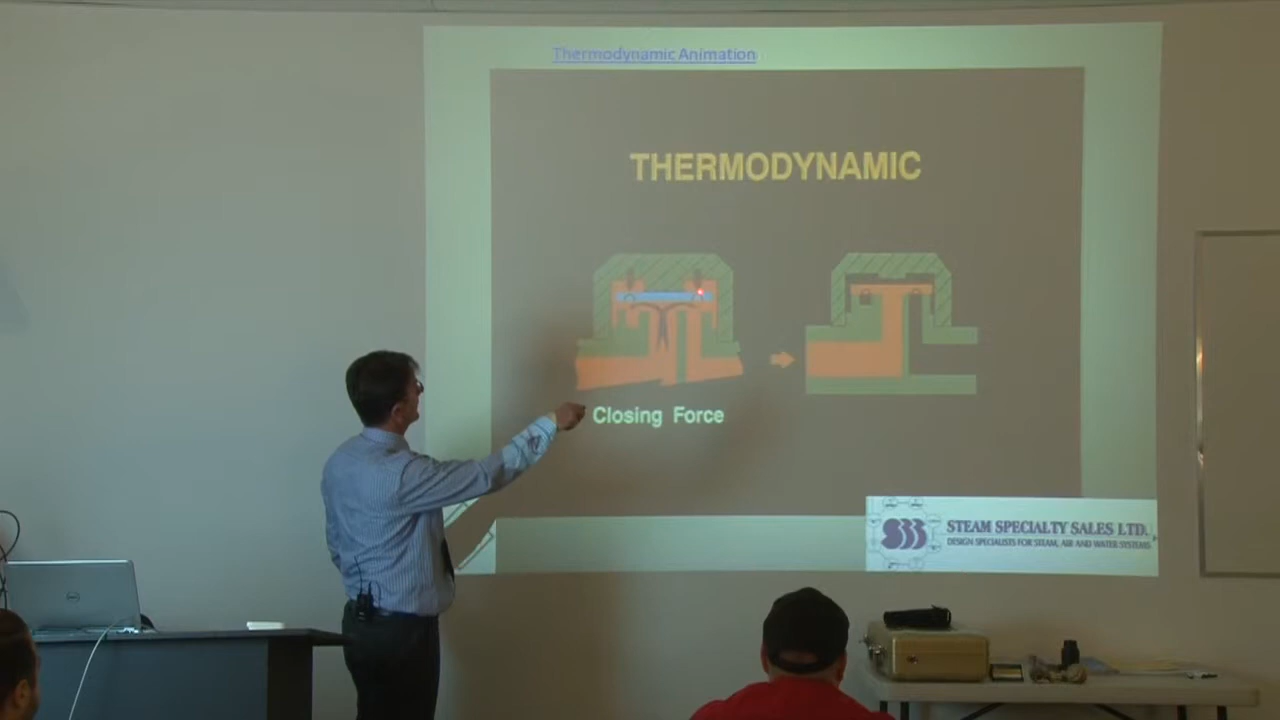 Thermodynamic Animation
THERMODYNAMIC
Closing Force
STEAM SPECIALTY SALES LTD.
DESIGN SPECIALISTS FOR STEAM, AIR AND WATER SYSTEMS